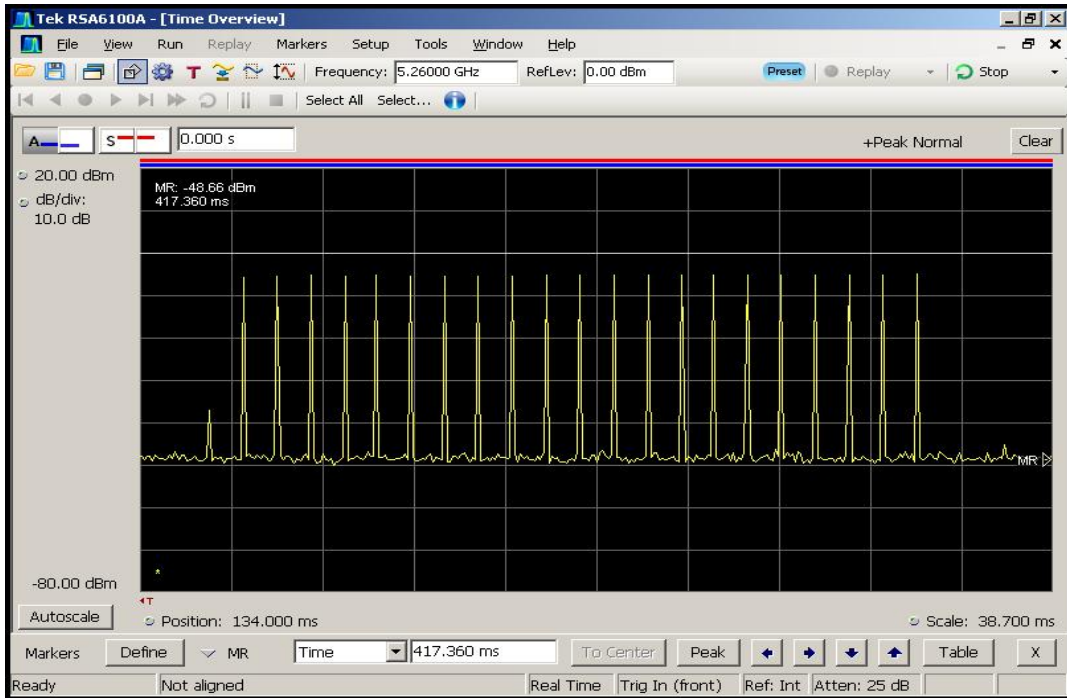 Tek RSA6100A - [Time Overview]
File View Run Replay Markers Setup Tools Window Help
T Frequency: 5.26000 GHz RefLev: 0.00 dBm Preset Replay Stop
Select All Select...
A S 0.000 s +Peak Normal Clear
20.00 dBm
dB/div:
10.0 dB
MR: -48.66 dBm
417.360 ms
MR
-80.00 dBm
T
Autoscale Position: 134.000 ms Scale: 38.700 ms
Markers Define MR Time 417.360 ms To Center Peak Table X
Ready Not aligned Real Time Trig In (front) Ref: Int Atten: 25 dB